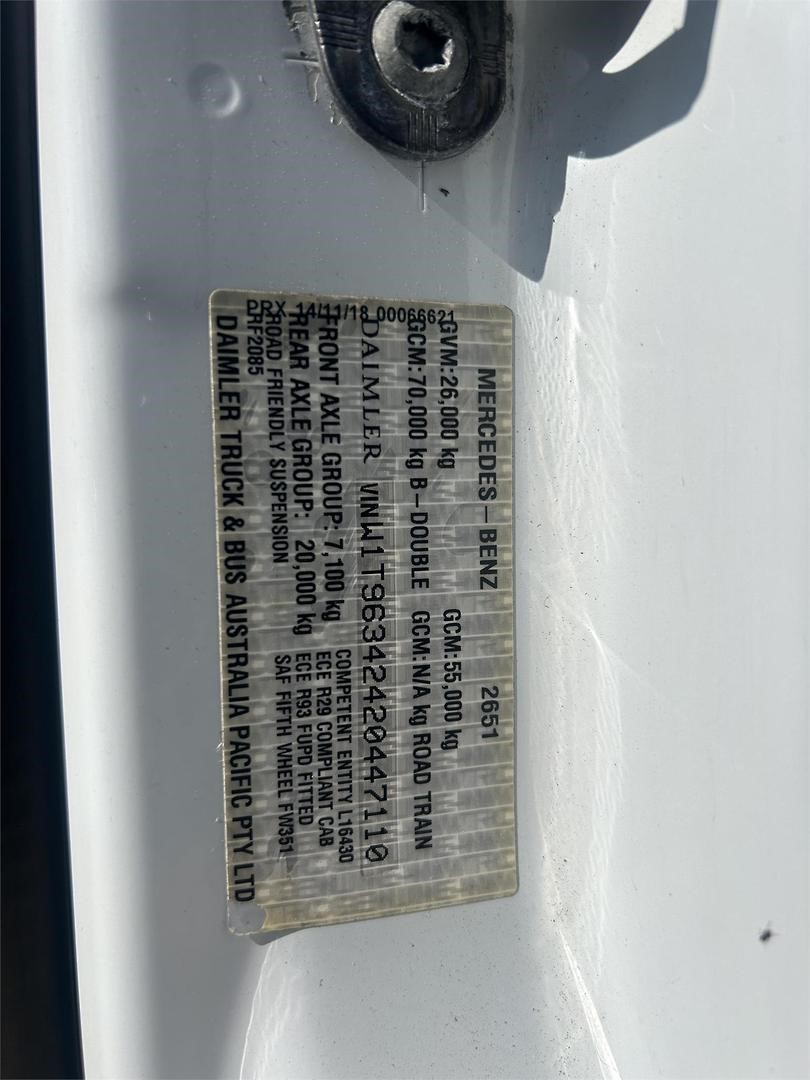 MERCEDES-BENZ 2651
GVM: 26,000 kg GCM: 55,000 kg
GCM: 70,000 kg B-DOUBLE GCM: N/A kg ROAD TRAIN
DAIMLER VINW1T96342420447110
FRONT AXLE GROUP: 7,100 kg COMPETENT ENTITY L16430
REAR AXLE GROUP: 20,000 kg ECE R29 COMPLIANT CAB
ROAD FRIENDLY SUSPENSION ECE R93 FUPD FITTED
DRF2085 SAF FIFTH WHEEL FW351
DAIMLER TRUCK & BUS AUSTRALIA PACIFIC PTY LTD
DRX 14/11/18 00066621